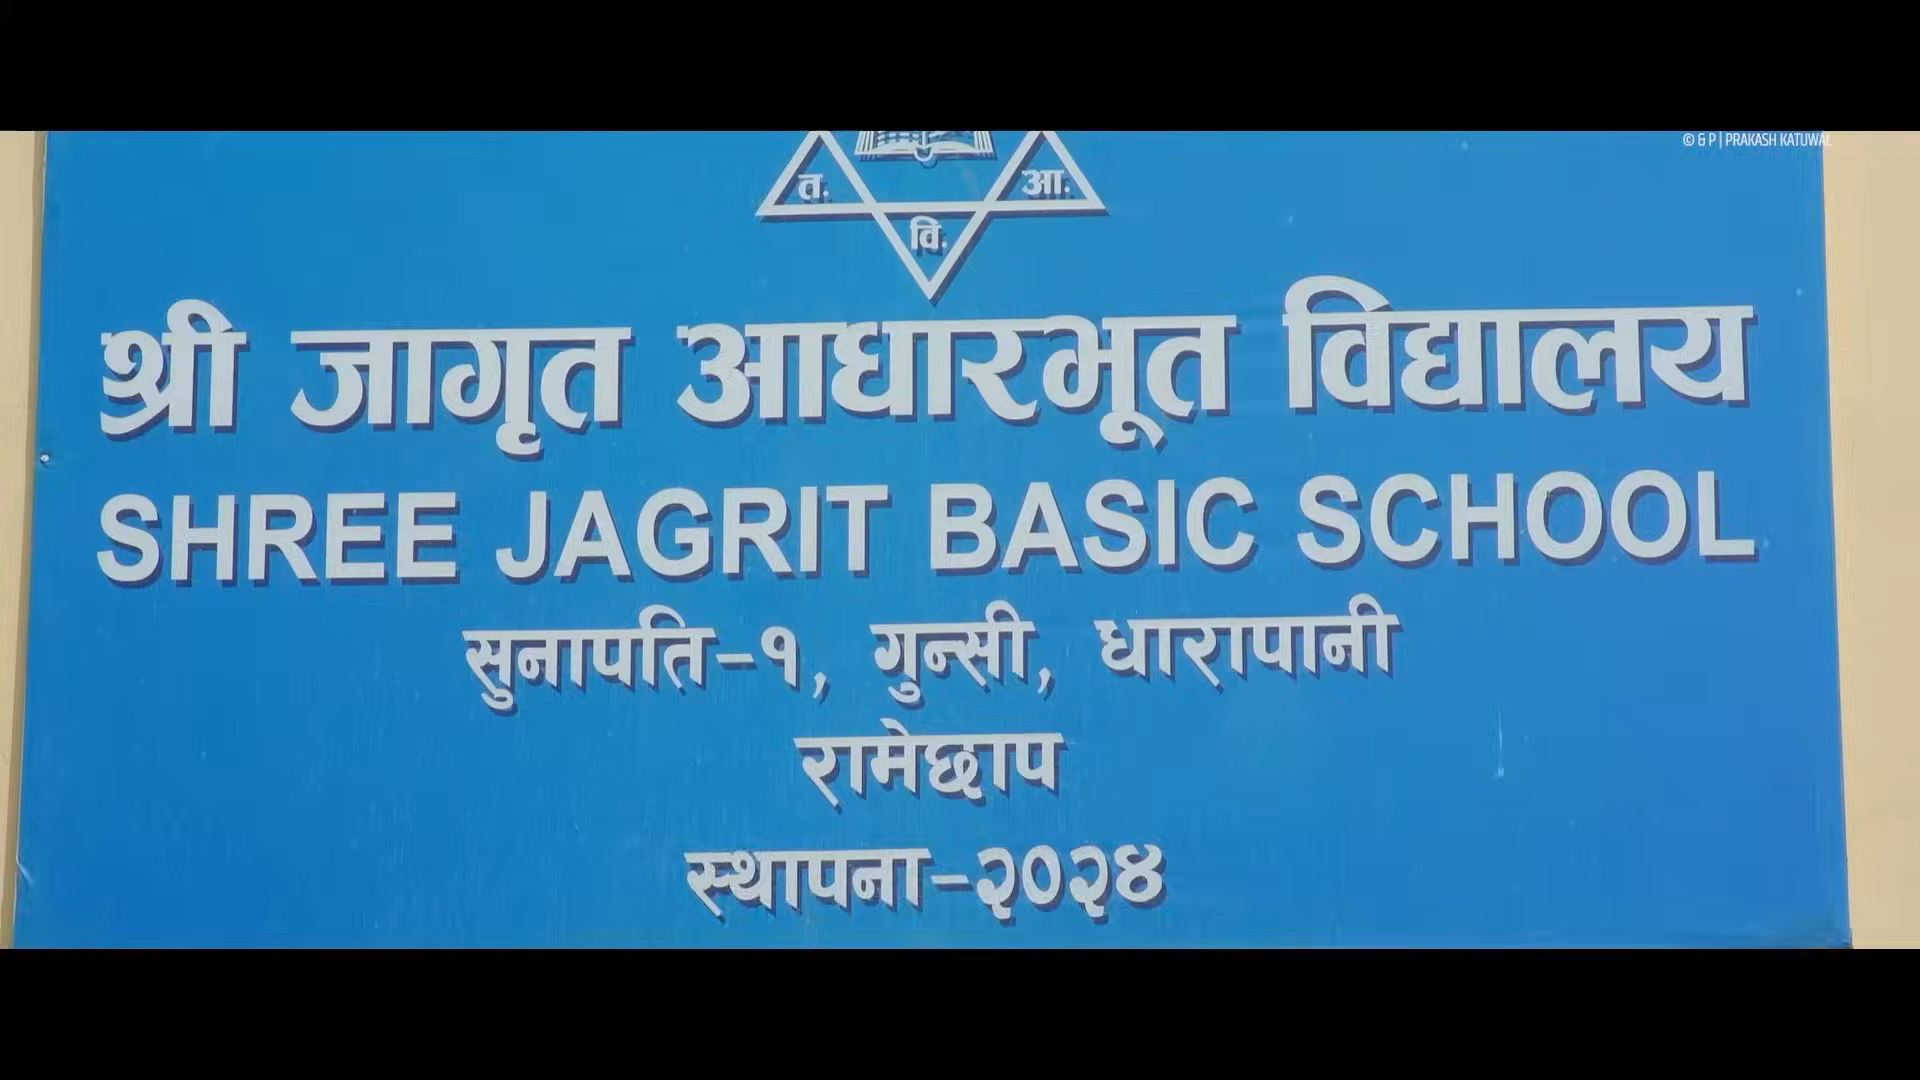 © & P | PRAKASH KATUWAL
त. आ.
वि.
श्री जागृत आधारभूत विद्यालय
SHREE JAGRIT BASIC SCHOOL
सुनापति-१, गुन्सी, धारापानी
रामेछाप
स्थापना-२०२४